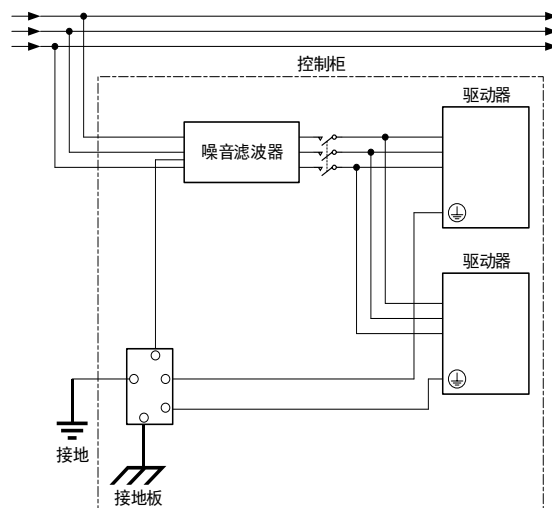 控制柜
驱动器
噪音滤波器
驱动器
接地
接地板